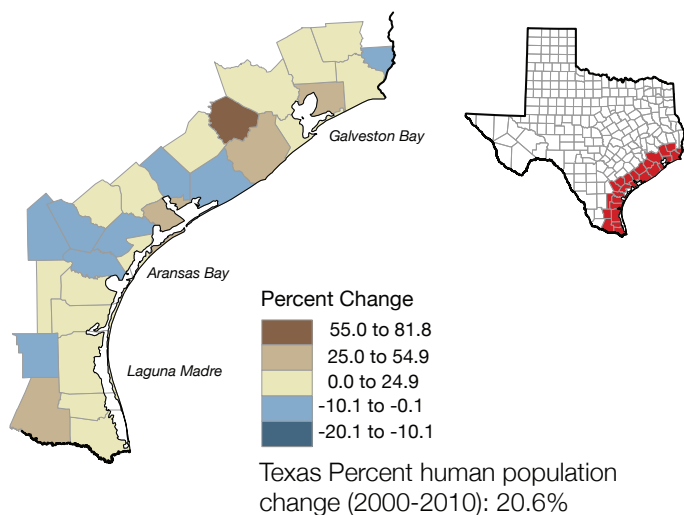 Galveston Bay
Aransas Bay
Laguna Madre
Percent Change
55.0 to 81.8
25.0 to 54.9
0.0 to 24.9
-10.1 to -0.1
-20.1 to -10.1
Texas Percent human population
change (2000-2010): 20.6%